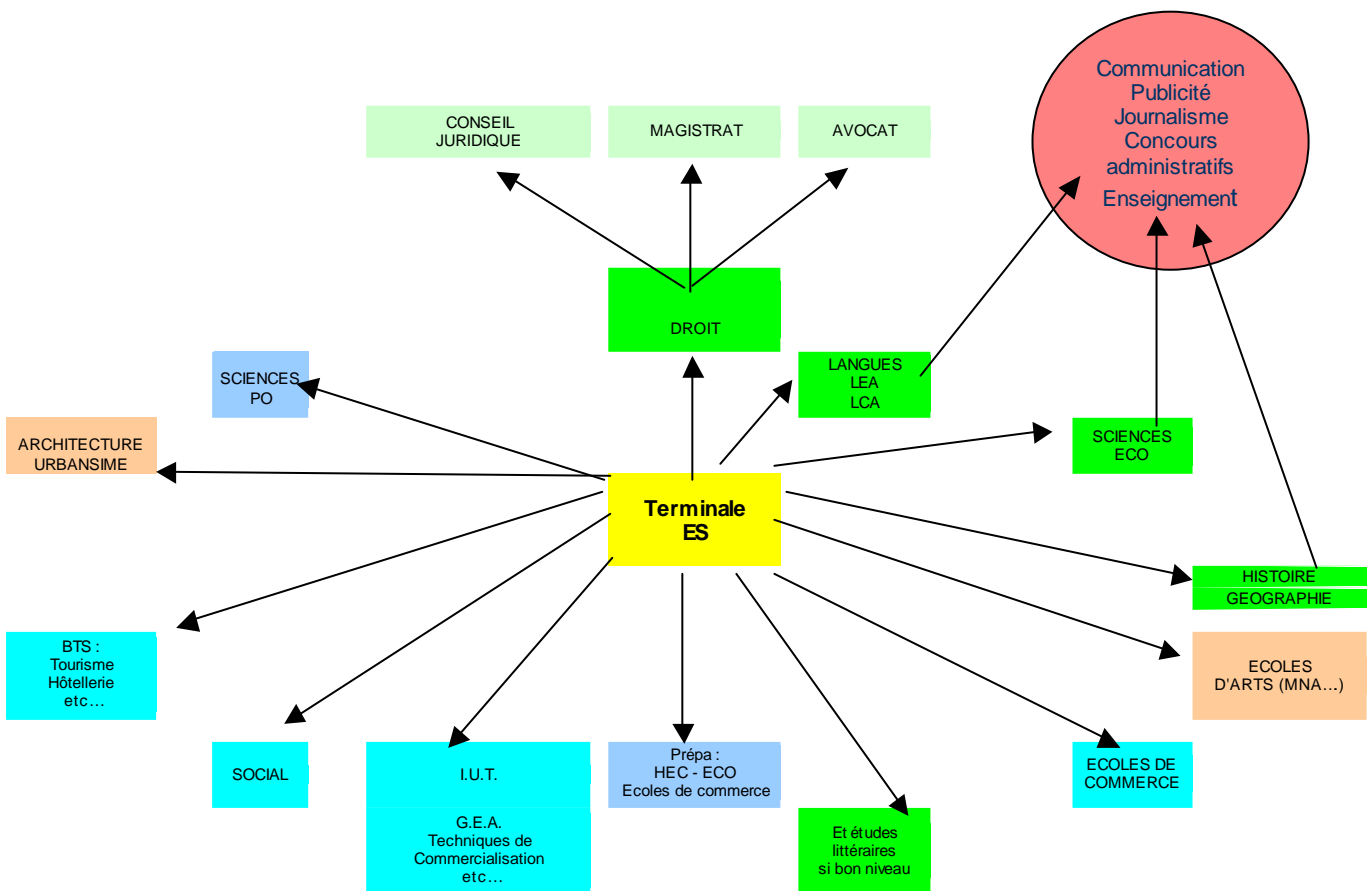 Communication
Publicité
Journalisme
Concours
administratifs
Enseignement
CONSEIL
JURIDIQUE
MAGISTRAT
AVOCAT
DROIT
SCIENCES
PO
LANGUES
LEA
LCA
ARCHITECTURE
URBANSIME
SCIENCES
ECO
Terminale
ES
HISTOIRE
GEOGRAPHIE
BTS :
Tourisme
Hôtellerie
etc…
ECOLES
D'ARTS (MNA…)
SOCIAL
I.U.T.
G.E.A.
Techniques de
Commercialisation
etc…
Prépa :
HEC - ECO
Ecoles de commerce
ECOLES DE
COMMERCE
Et études
littéraires
si bon niveau